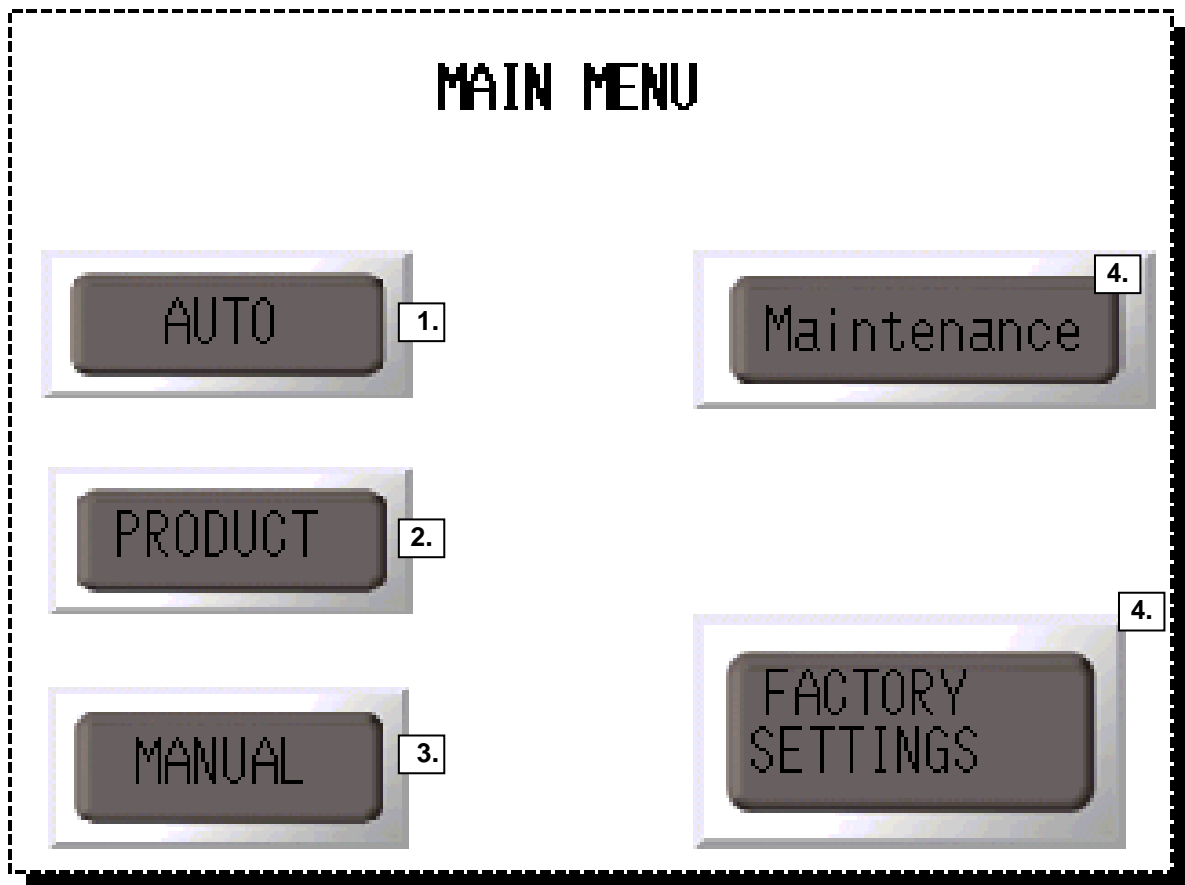 MAIN MENU
AUTO
1.
Maintenance
4.
PRODUCT
2.
4.
FACTORY
SETTINGS
MANUAL
3.